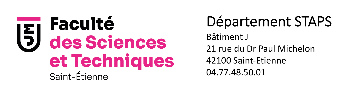 Faculté
des Sciences
et Techniques
Saint-Étienne
Département STAPS
Bâtiment J
21 rue du Dr Paul Michelon
42100 Saint-Etienne
04.77.48.50.01